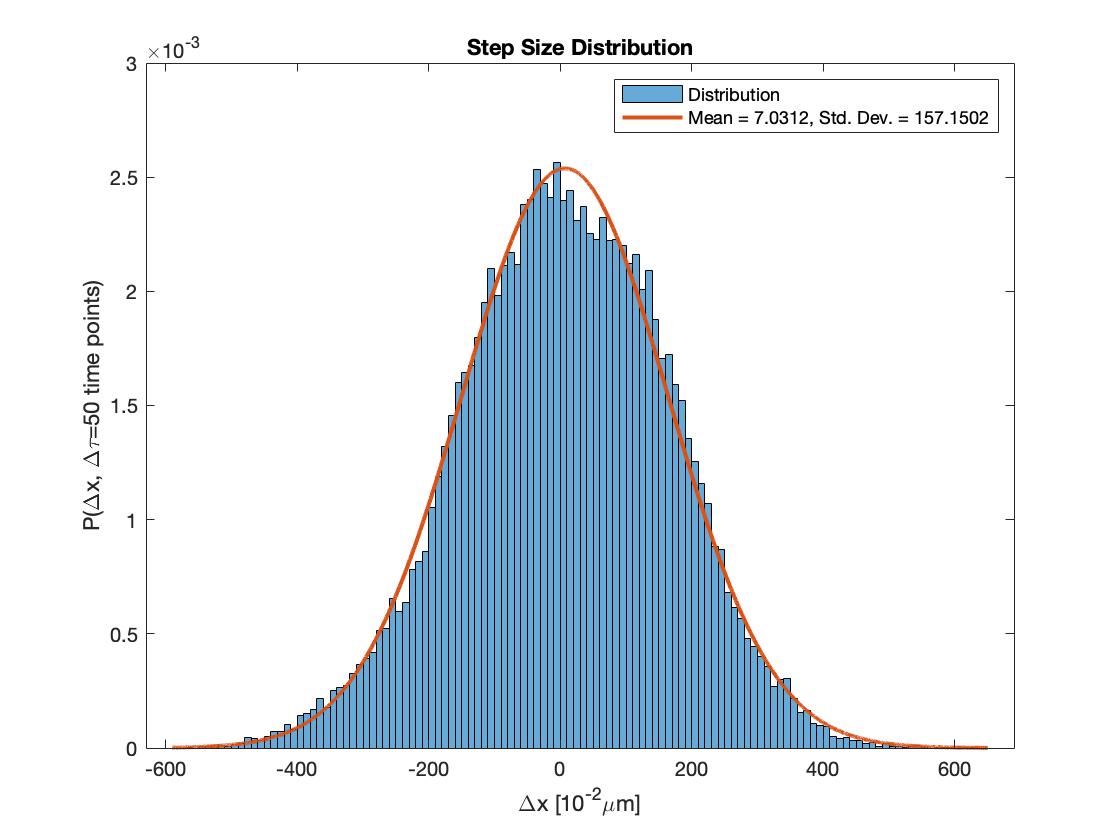 Step Size Distribution
×10⁻³
Distribution
Mean = 7.0312, Std. Dev. = 157.1502
3
2.5
2
1.5
1
0.5
0
P(Δx, Δτ=50 time points)
-600 -400 -200 0 200 400 600
Δx [10⁻²μm]